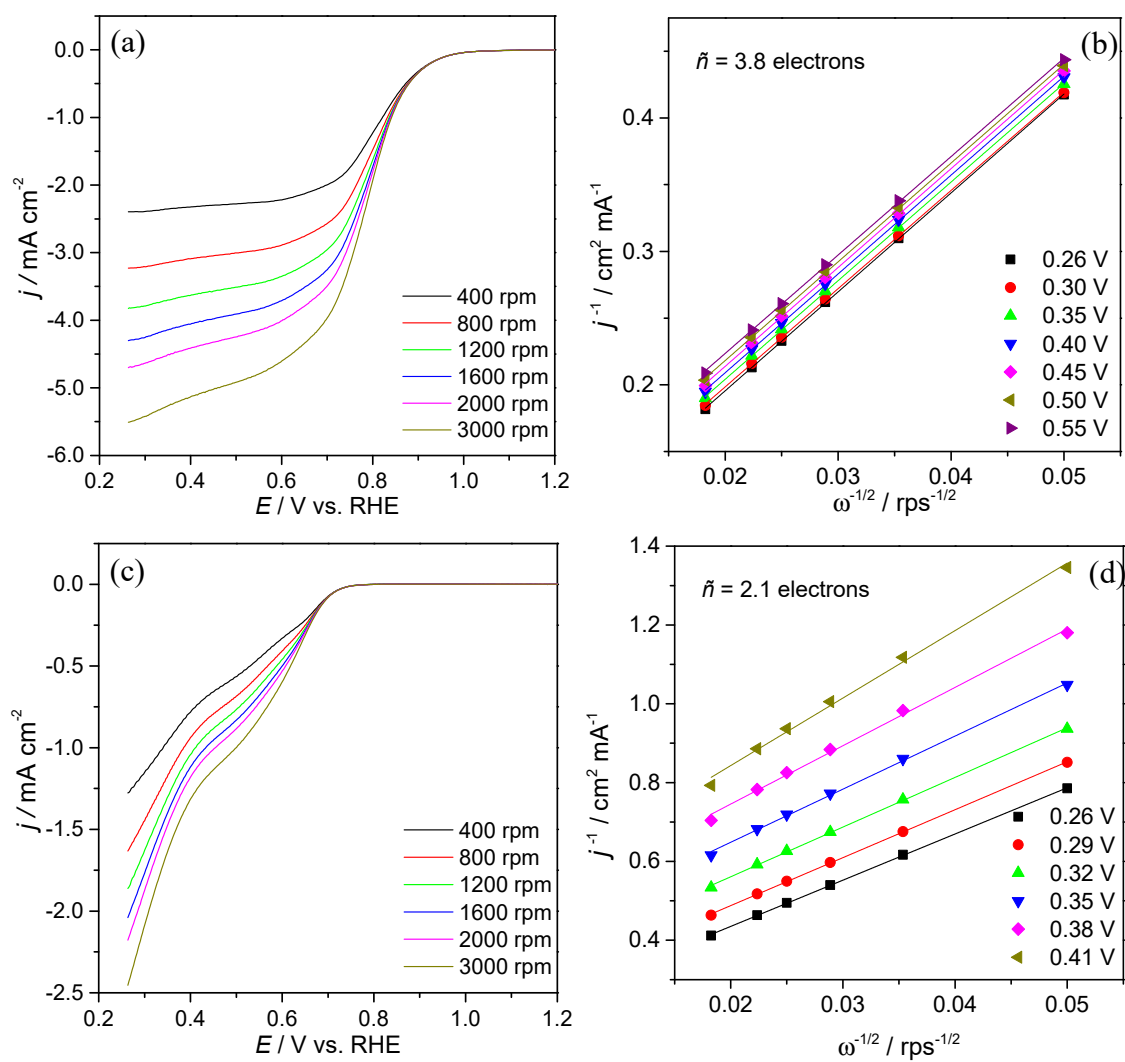 (a)
0.0
-1.0
-2.0
-3.0
-4.0
-5.0
-6.0
j / mA cm⁻²
400 rpm
800 rpm
1200 rpm
1600 rpm
2000 rpm
3000 rpm
0.2 0.4 0.6 0.8 1.0 1.2
E / V vs. RHE
(b)
ñ = 3.8 electrons
0.4
0.3
0.2
j⁻¹ / cm² mA⁻¹
0.26 V
0.30 V
0.35 V
0.40 V
0.45 V
0.50 V
0.55 V
0.02 0.03 0.04 0.05
ω⁻¹/² / rps⁻¹/²
(c)
0.0
-0.5
-1.0
-1.5
-2.0
-2.5
j / mA cm⁻²
400 rpm
800 rpm
1200 rpm
1600 rpm
2000 rpm
3000 rpm
0.2 0.4 0.6 0.8 1.0 1.2
E / V vs. RHE
(d)
ñ = 2.1 electrons
1.4
1.2
1.0
0.8
0.6
0.4
j⁻¹ / cm² mA⁻¹
0.26 V
0.29 V
0.32 V
0.35 V
0.38 V
0.41 V
0.02 0.03 0.04 0.05
ω⁻¹/² / rps⁻¹/²